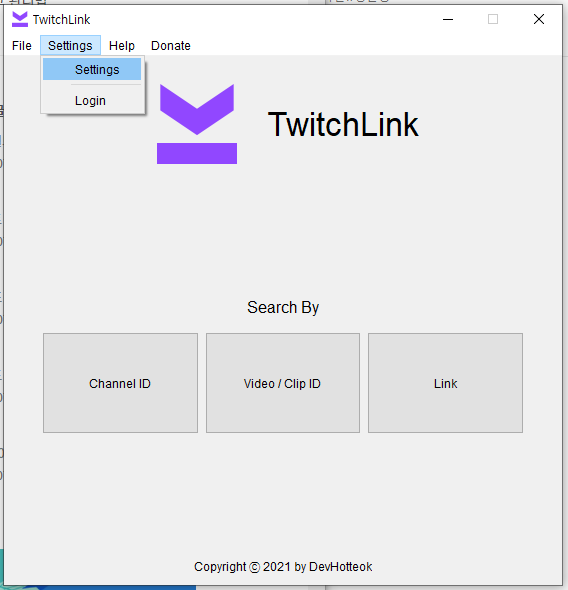 TwitchLink
File Settings Help Donate
Settings
Login
TwitchLink
Search By
Channel ID Video / Clip ID Link
Copyright ⓒ 2021 by DevHotteok